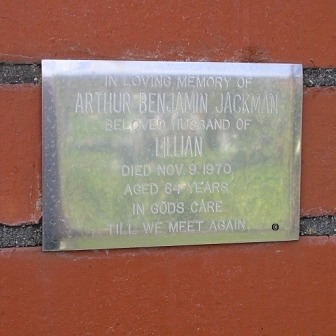 IN LOVING MEMORY OF
ARTHUR BENJAMIN JACKMAN
BELOVED HUSBAND OF
LILLIAN
DIED NOV. 9. 1970
AGED 64 YEARS
IN GODS CARE
TILL WE MEET AGAIN.